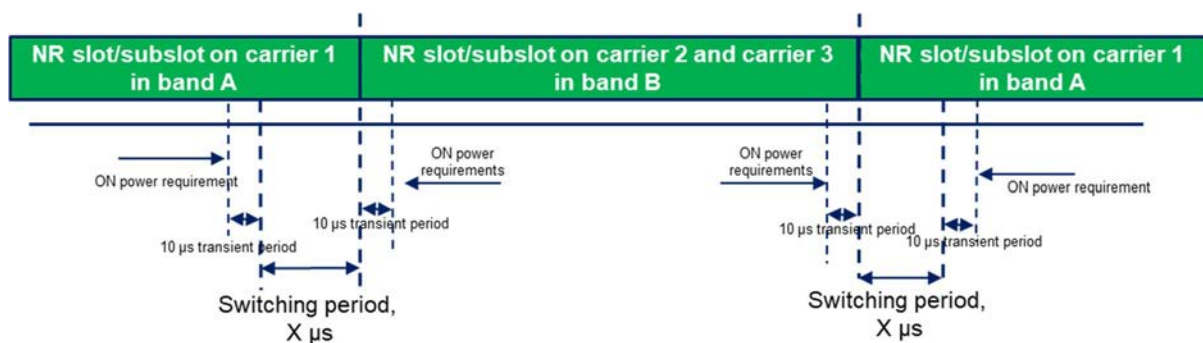 NR slot/subslot on carrier 1
in band A
NR slot/subslot on carrier 2 and carrier 3
in band B
NR slot/subslot on carrier 1
in band A
ON power requirement
ON power
requirements
ON power
requirements
ON power requirement
10 µs transient period
10 µs transient period
10 µs transient period
10 µs transient period
Switching period,
X µs
Switching period,
X µs